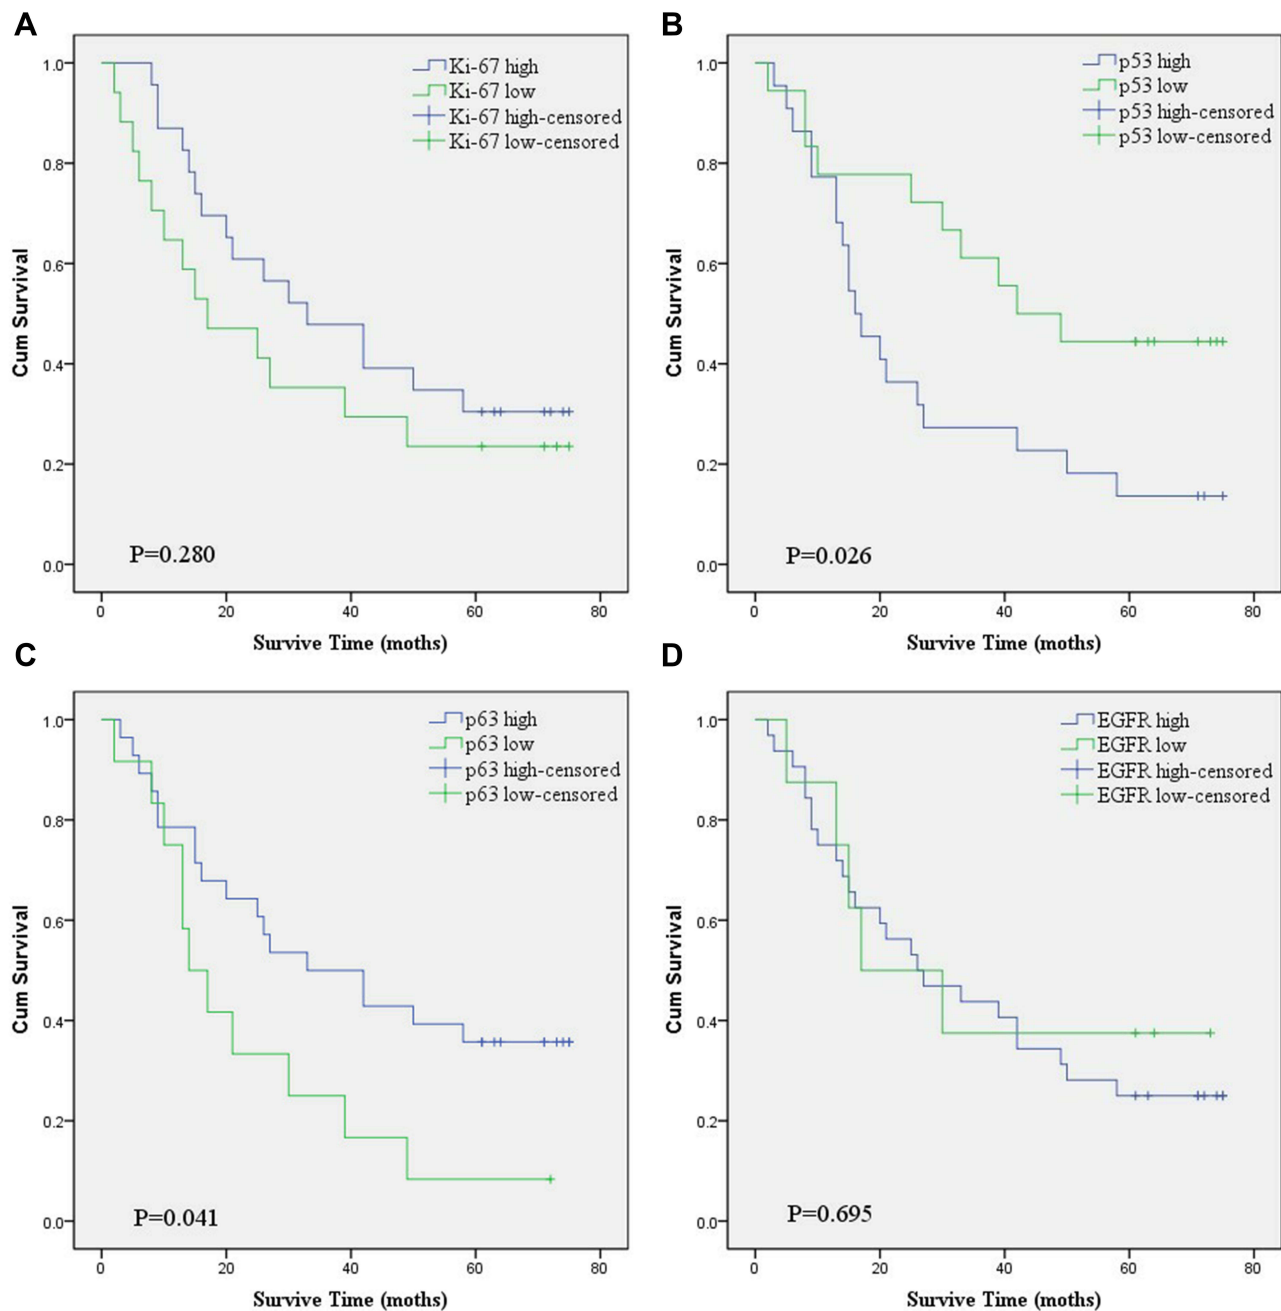 A
Ki-67 high
Ki-67 low
Ki-67 high-censored
Ki-67 low-censored
1.0
0.8
0.6
0.4
0.2
0.0
Cum Survival
P=0.280
0 20 40 60 80
Survive Time (moths)
B
p53 high
p53 low
p53 high-censored
p53 low-censored
1.0
0.8
0.6
0.4
0.2
0.0
Cum Survival
P=0.026
0 20 40 60 80
Survive Time (moths)
C
p63 high
p63 low
p63 high-censored
p63 low-censored
1.0
0.8
0.6
0.4
0.2
0.0
Cum Survival
P=0.041
0 20 40 60 80
Survive Time (moths)
D
EGFR high
EGFR low
EGFR high-censored
EGFR low-censored
1.0
0.8
0.6
0.4
0.2
0.0
Cum Survival
P=0.695
0 20 40 60 80
Survive Time (moths)